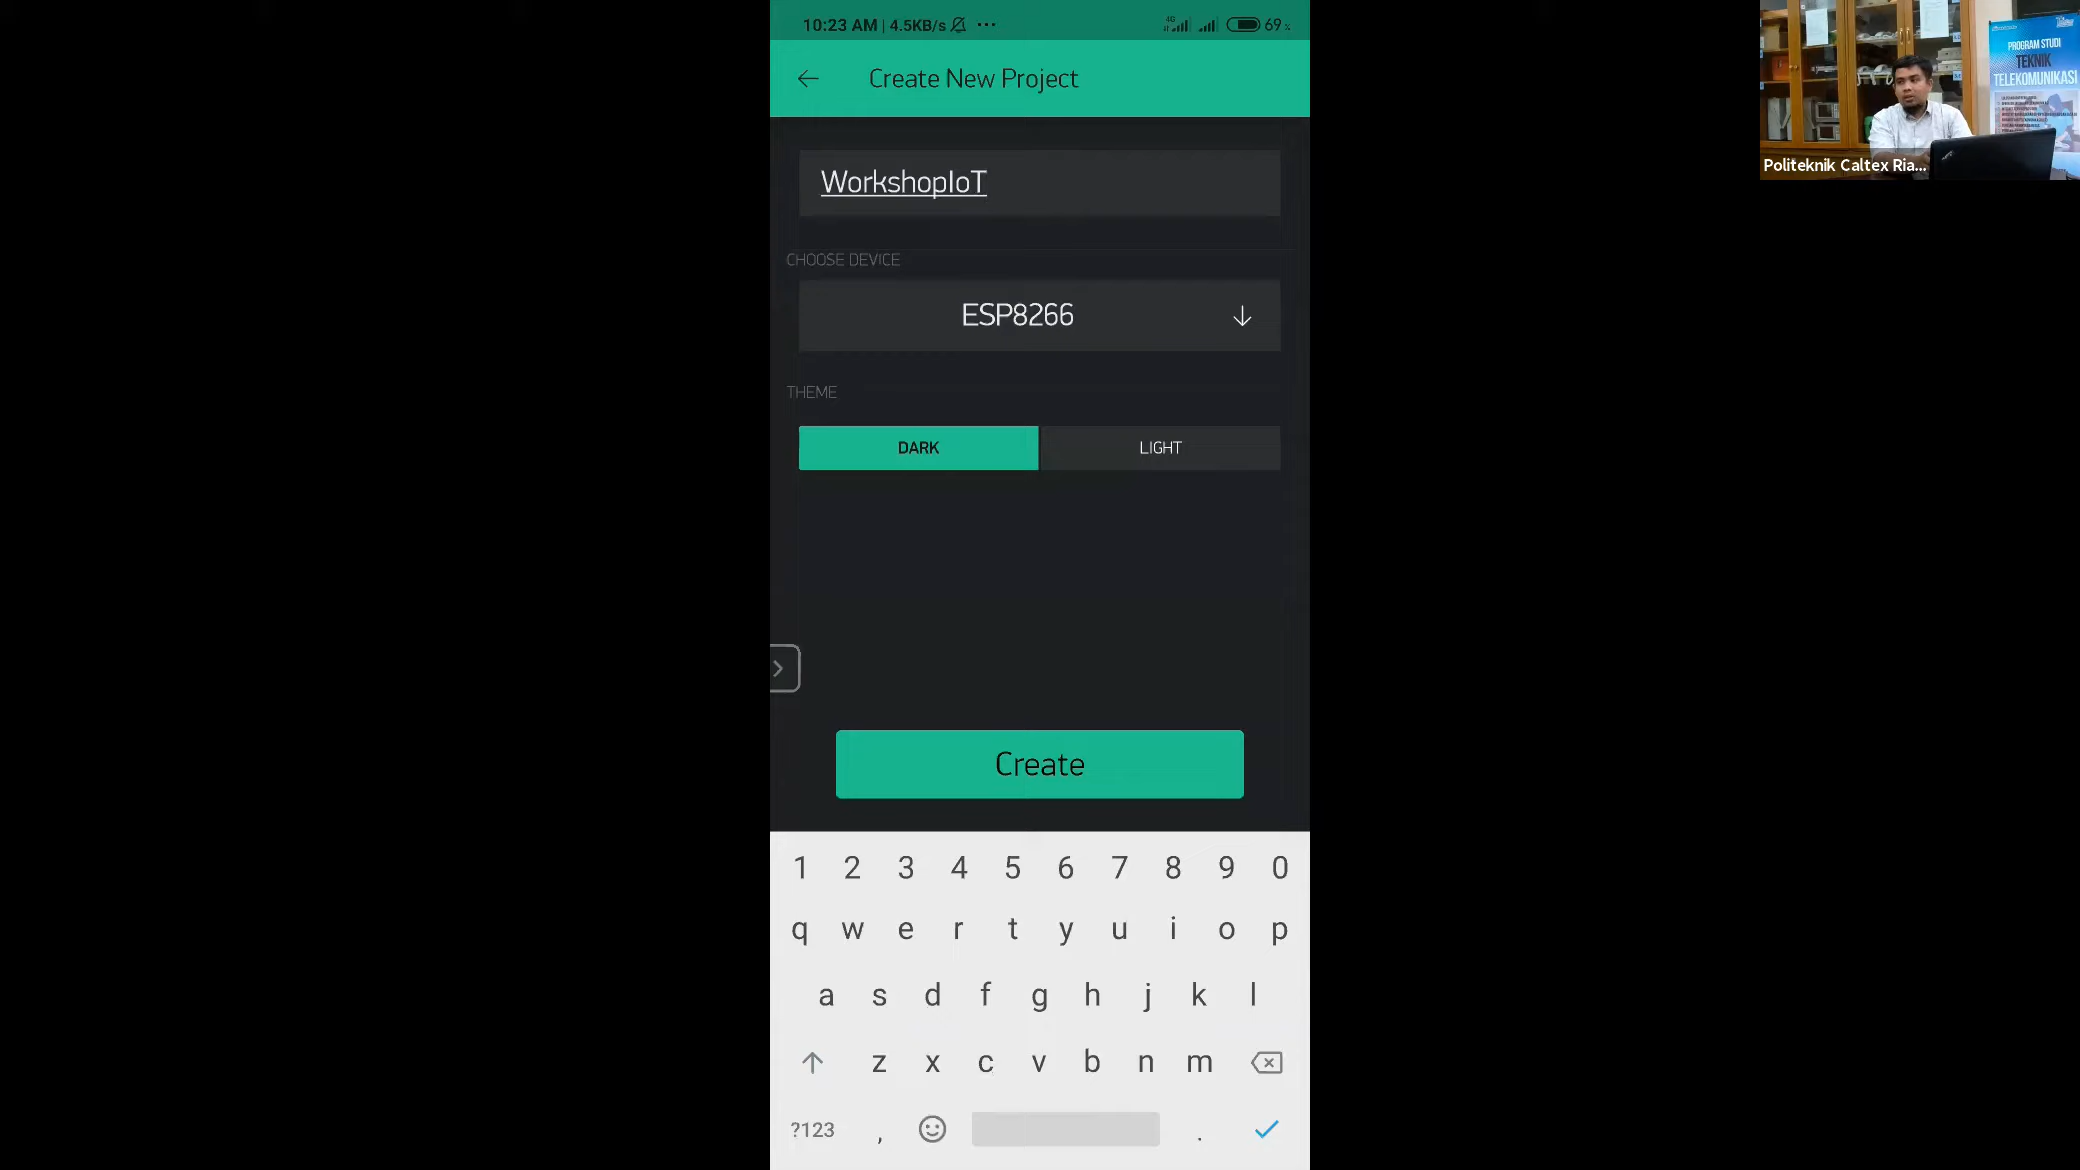 10:23 AM | 4.5KB/s ... 4G 69%
Create New Project
WorkshopIoT
CHOOSE DEVICE
ESP8266
THEME
DARK LIGHT
Create
1 2 3 4 5 6 7 8 9 0
q w e r t y u i o p
a s d f g h j k l
z x c v b n m
?123 , .
PROGRAM STUDI
TEKNIK
TELEKOMUNIKASI
Politeknik Caltex Ria...